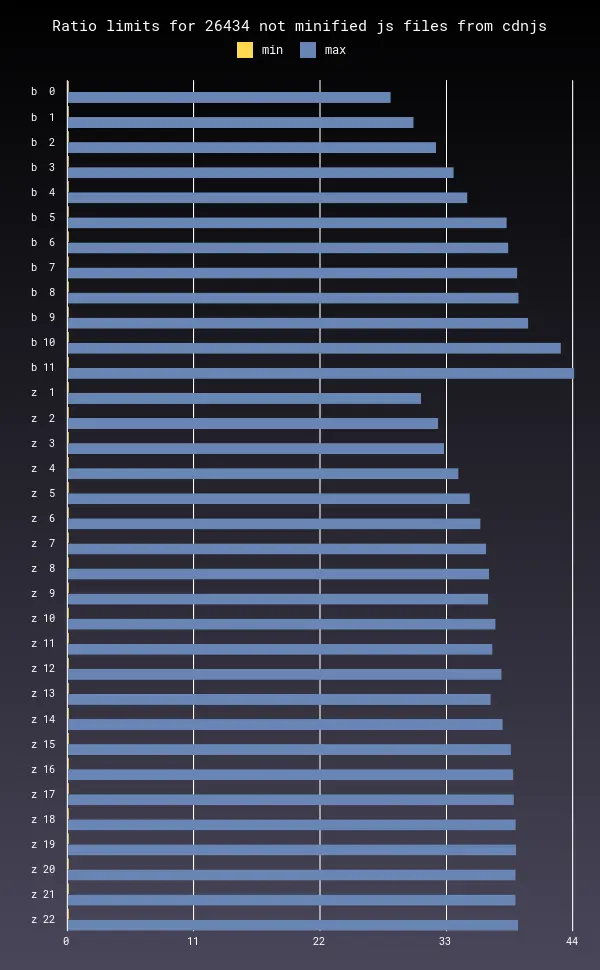 Ratio limits for 26434 not minified js files from cdnjs
min max
b 0
b 1
b 2
b 3
b 4
b 5
b 6
b 7
b 8
b 9
b 10
b 11
z 1
z 2
z 3
z 4
z 5
z 6
z 7
z 8
z 9
z 10
z 11
z 12
z 13
z 14
z 15
z 16
z 17
z 18
z 19
z 20
z 21
z 22
0 11 22 33 44